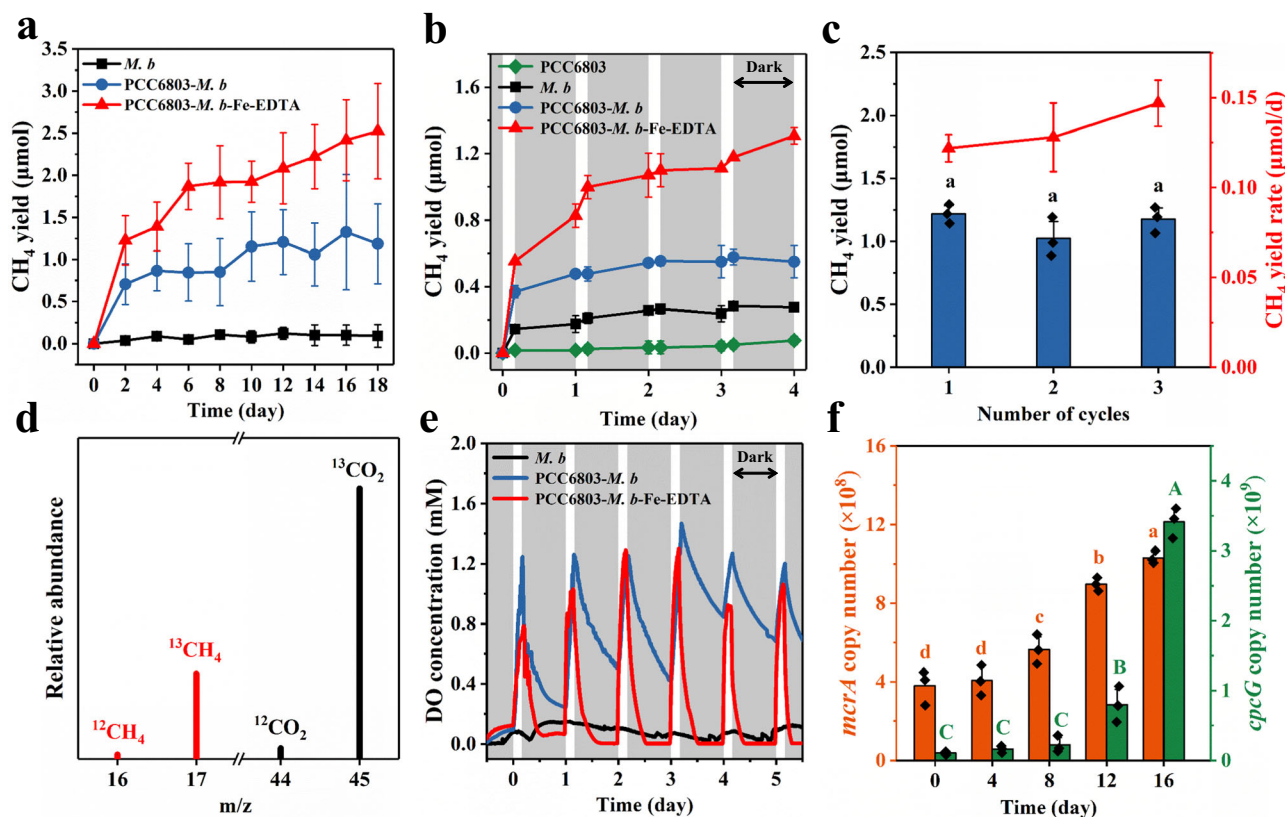 a
3.5
3.0
2.5
2.0
1.5
1.0
0.5
0.0
CH₄ yield (μmol)
M. b
PCC6803-M. b
PCC6803-M. b-Fe-EDTA
0 2 4 6 8 10 12 14 16 18
Time (day)
b
1.6
1.2
0.8
0.4
0.0
CH₄ yield (μmol)
PCC6803
M. b
PCC6803-M. b
PCC6803-M. b-Fe-EDTA
Dark
0 1 2 3 4
Time (day)
c
2.5
2.0
1.5
1.0
0.5
0.0
CH₄ yield (μmol)
a a a
0.15
0.10
0.05
0.00
CH₄ yield rate (μmol/d)
1 2 3
Number of cycles
d
Relative abundance
¹²CH₄
¹³CH₄
¹²CO₂
¹³CO₂
16 17 44 45
m/z
e
2.0
1.6
1.2
0.8
0.4
0.0
DO concentration (mM)
M. b
PCC6803-M. b
PCC6803-M. b-Fe-EDTA
Dark
0 1 2 3 4 5
Time (day)
f
16
12
8
4
0
mcrA copy number (×10⁸)
d d c b a
C C C B A
4
3
2
1
0
cpcG copy number (×10⁹)
0 4 8 12 16
Time (day)